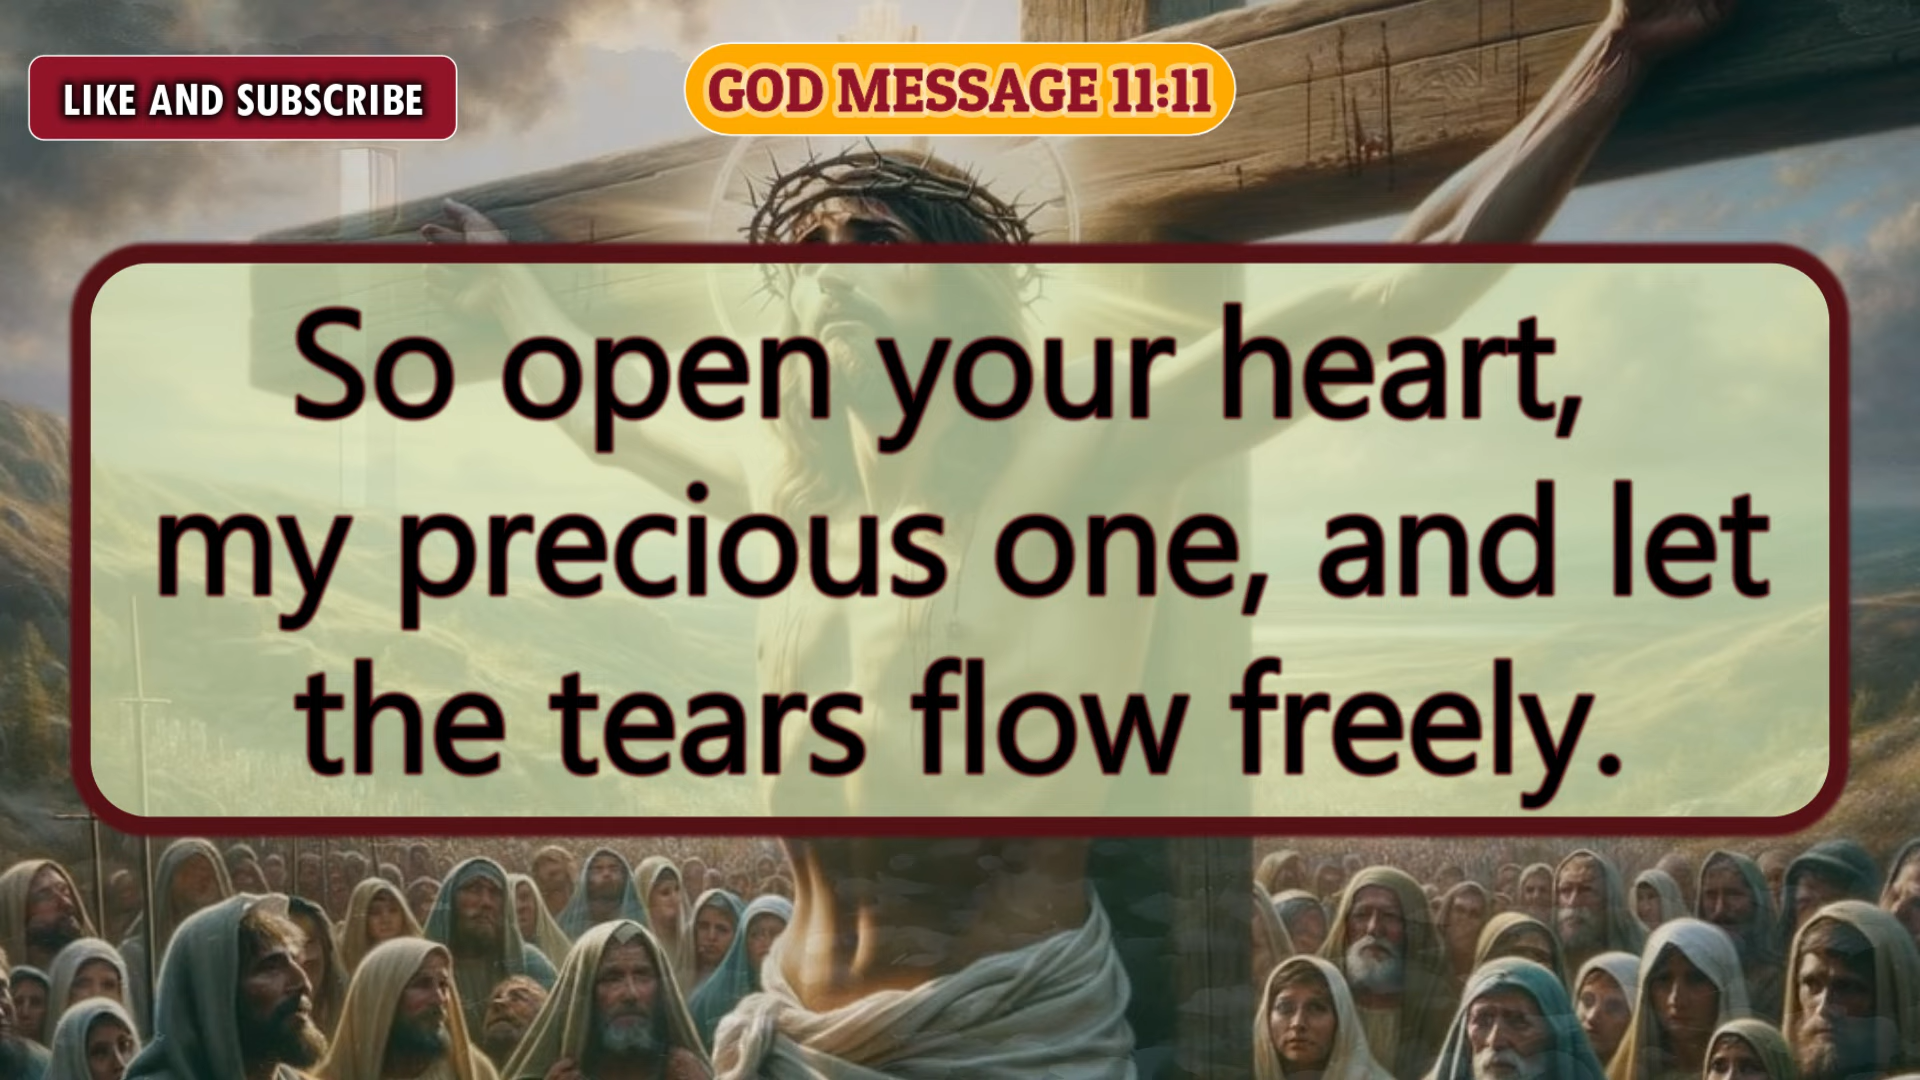 LIKE AND SUBSCRIBE
GOD MESSAGE 11:11
So open your heart,
my precious one, and let
the tears flow freely.